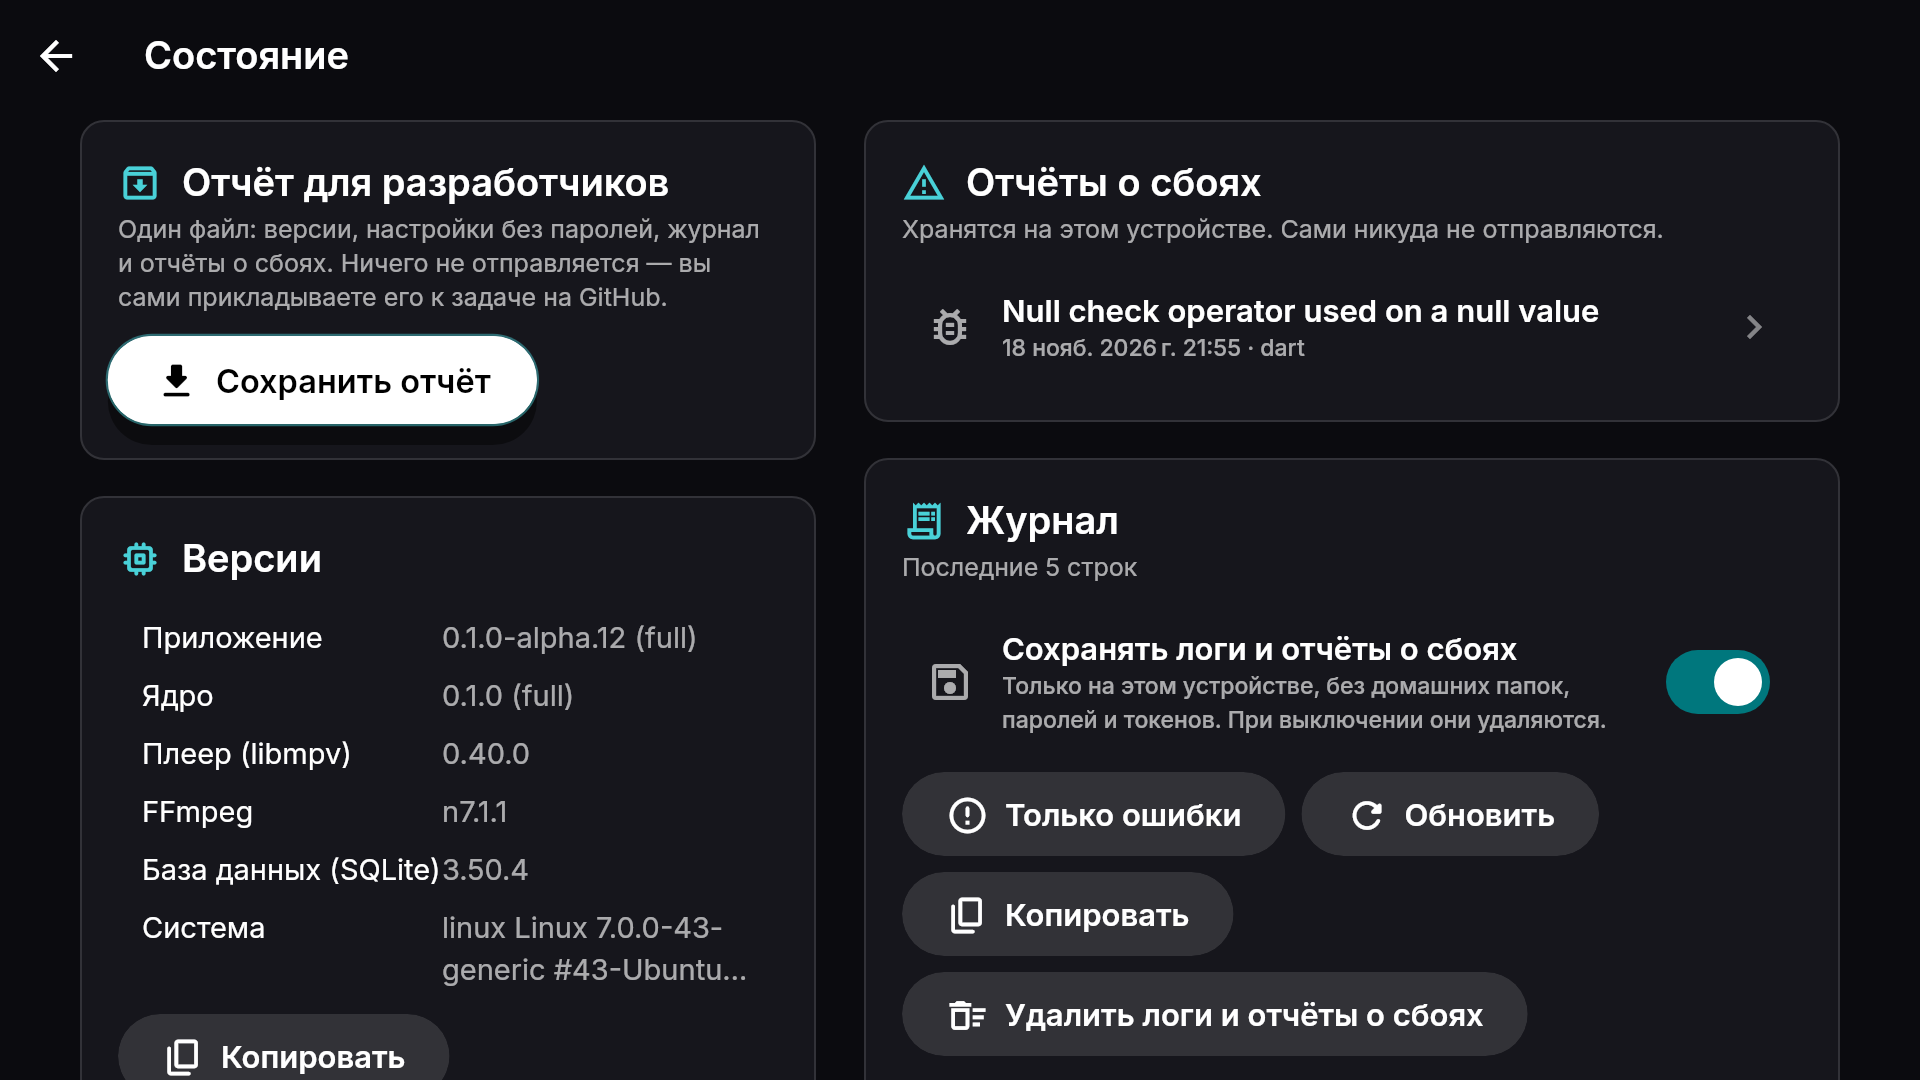 Состояние
Отчёт для разработчиков
Один файл: версии, настройки без паролей, журнал
и отчёты о сбоях. Ничего не отправляется — вы
сами прикладываете его к задаче на GitHub.
Сохранить отчёт
Версии
Приложение 0.1.0-alpha.12 (full)
Ядро 0.1.0 (full)
Плеер (libmpv) 0.40.0
FFmpeg n7.1.1
База данных (SQLite) 3.50.4
Система linux Linux 7.0.0-43-
generic #43-Ubuntu...
Копировать
Отчёты о сбоях
Хранятся на этом устройстве. Сами никуда не отправляются.
Null check operator used on a null value
18 нояб. 2026 г. 21:55 · dart
Журнал
Последние 5 строк
Сохранять логи и отчёты о сбоях
Только на этом устройстве, без домашних папок,
паролей и токенов. При выключении они удаляются.
Только ошибки
Обновить
Копировать
Удалить логи и отчёты о сбоях